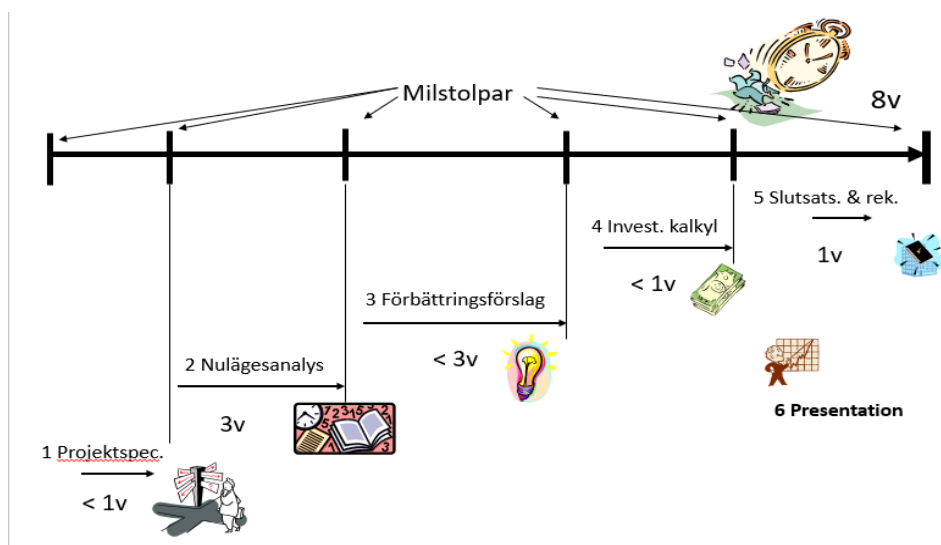 Milstolpar
8v
5 Slutsats. & rek.
1v
4 Invest. kalkyl
< 1v
3 Förbättringsförslag
< 3v
2 Nulägesanalys
3v
1 Projektspec.
< 1v
6 Presentation